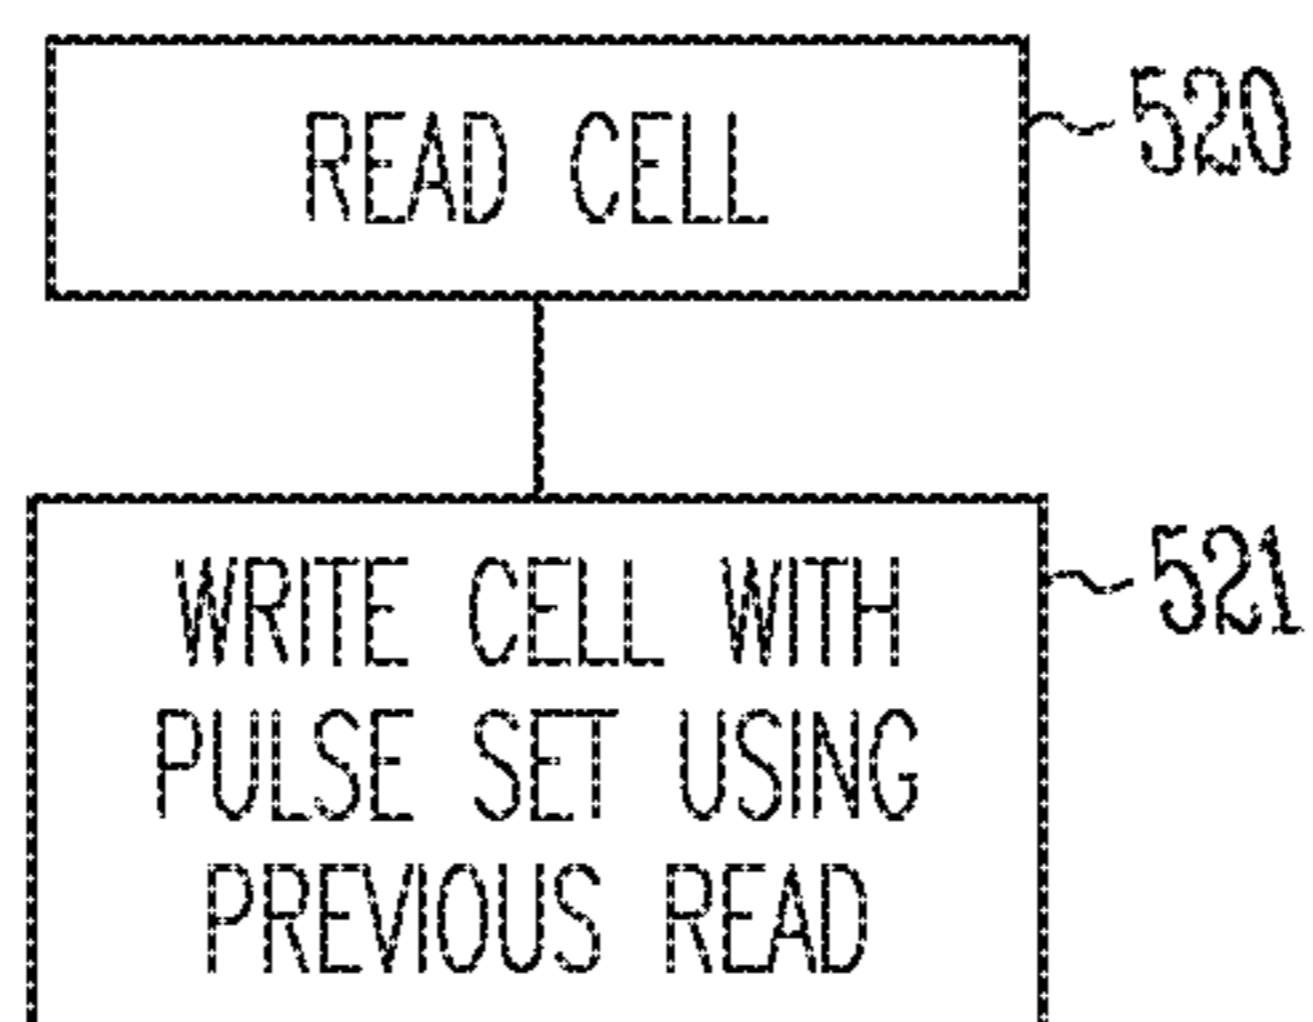 READ CELL
520
WRITE CELL WITH
PULSE SET USING
PREVIOUS READ
521